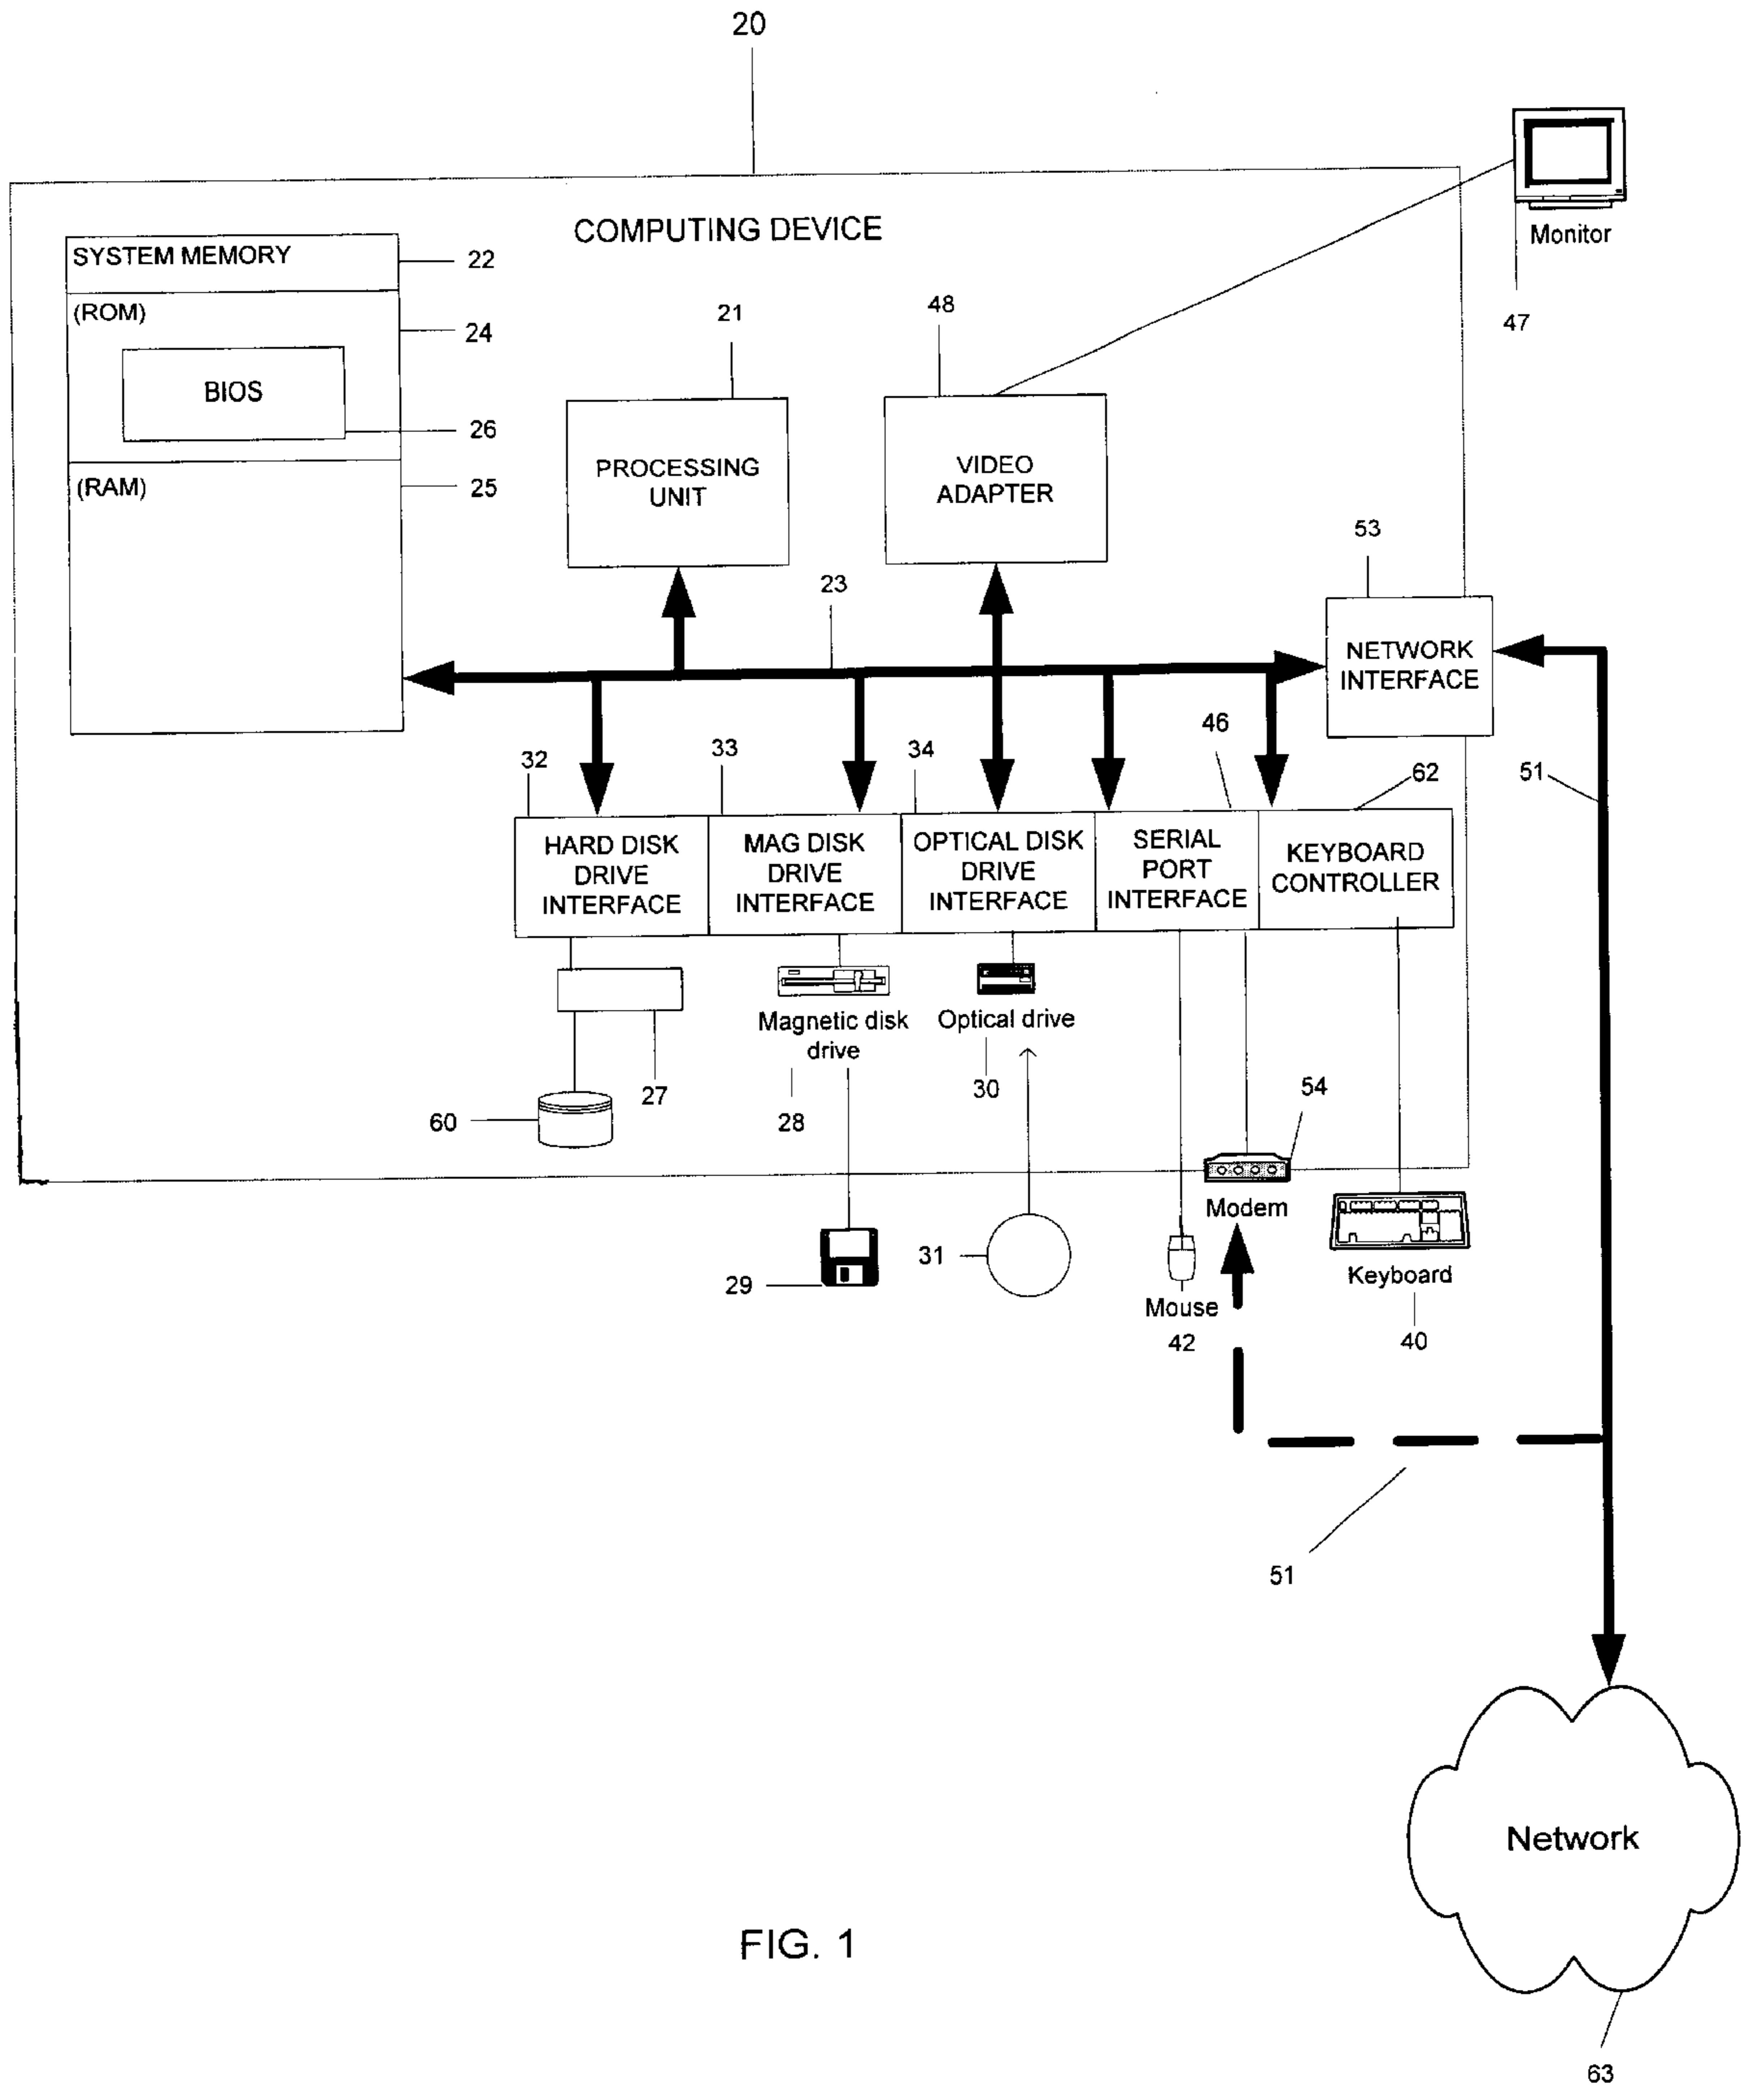 20
COMPUTING DEVICE
Monitor
47
SYSTEM MEMORY
22
(ROM)
24
BIOS
26
(RAM)
25
21
PROCESSING
UNIT
48
VIDEO
ADAPTER
23
53
NETWORK
INTERFACE
51
32
HARD DISK
DRIVE
INTERFACE
33
MAG DISK
DRIVE
INTERFACE
34
OPTICAL DISK
DRIVE
INTERFACE
46
SERIAL
PORT
INTERFACE
62
KEYBOARD
CONTROLLER
27
60
Magnetic disk
drive
28
Optical drive
30
54
Modem
29
31
Mouse
42
Keyboard
40
51
Network
63
FIG. 1